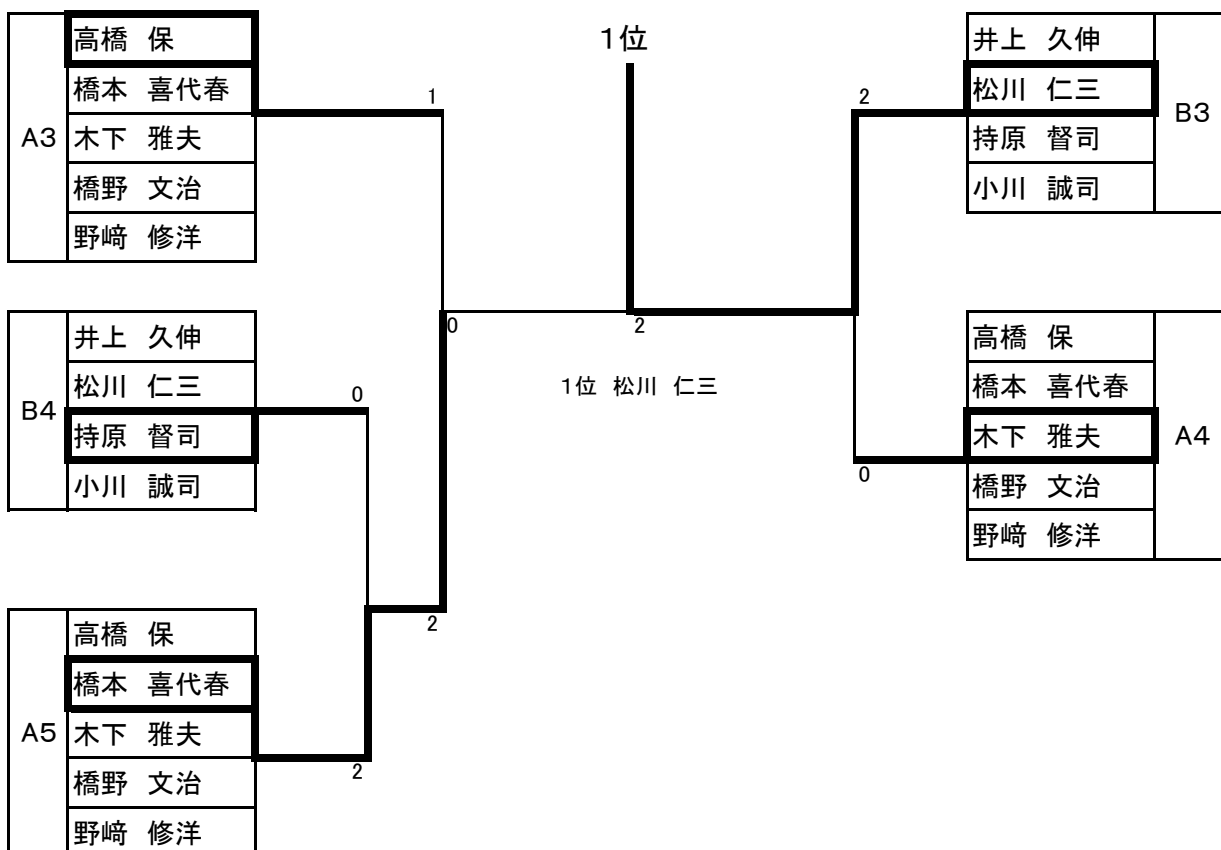 A3
高橋 保
橋本 喜代春
木下 雅夫
橋野 文治
野﨑 修洋
1
B4
井上 久伸
松川 仁三
持原 督司
小川 誠司
0
A5
高橋 保
橋本 喜代春
木下 雅夫
橋野 文治
野﨑 修洋
2
2
0
1位
2
1位 松川 仁三
2
井上 久伸
松川 仁三
持原 督司
小川 誠司
B3
0
高橋 保
橋本 喜代春
木下 雅夫
橋野 文治
野﨑 修洋
A4